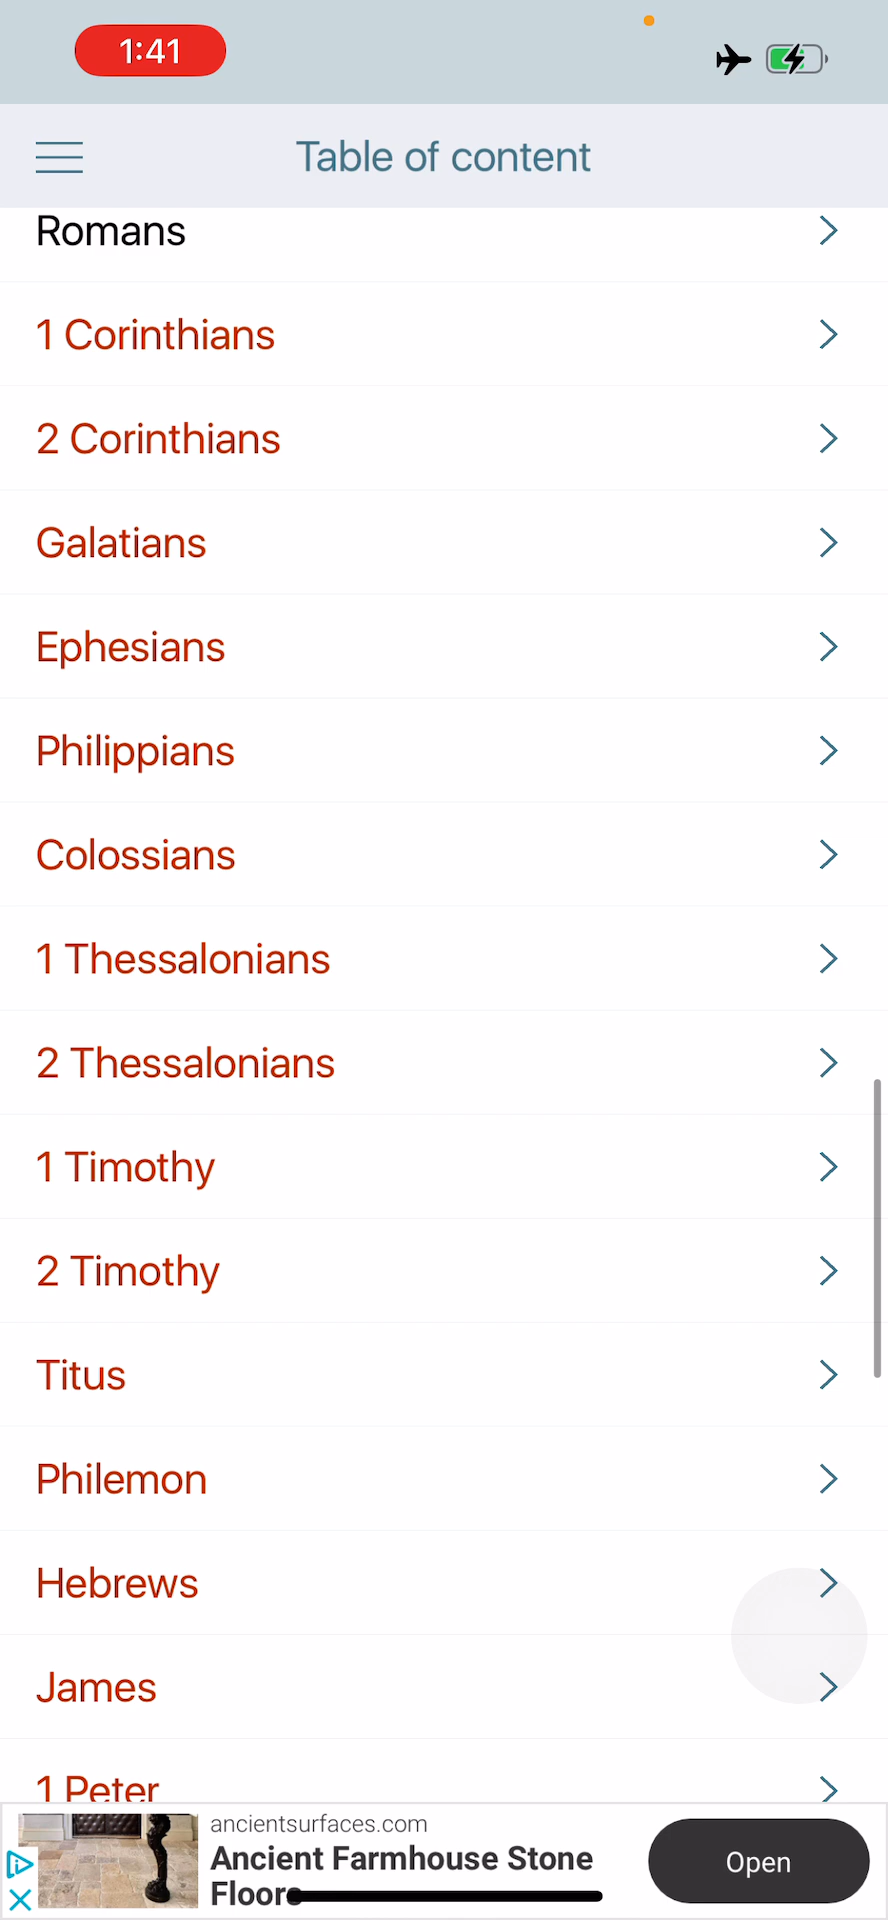 1:41
Table of content
Romans
1 Corinthians
2 Corinthians
Galatians
Ephesians
Philippians
Colossians
1 Thessalonians
2 Thessalonians
1 Timothy
2 Timothy
Titus
Philemon
Hebrews
James
1 Peter
ancientsurfaces.com
Ancient Farmhouse Stone
Floors
Open